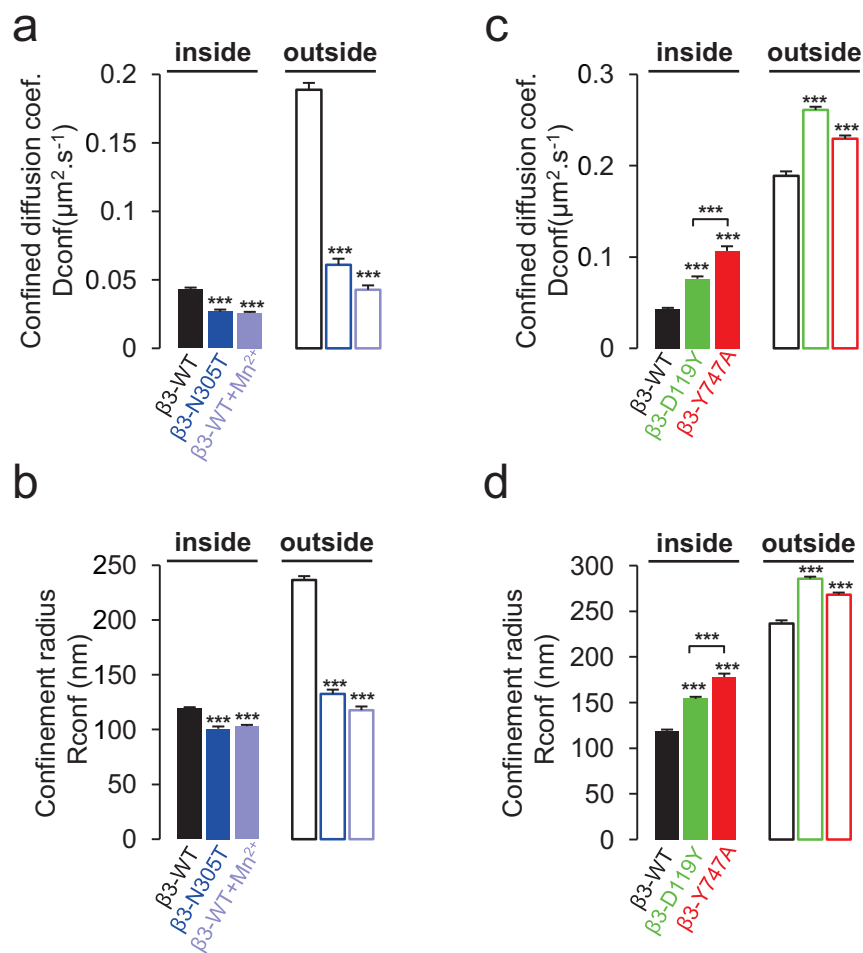 a
inside
outside
Confined diffusion coef.
Dconf(µm².s⁻¹)
0.2
0.15
0.1
0.05
0
***
***
***
***
β3-WT
β3-N305T
β3-WT+Mn²⁺
c
inside
outside
Confined diffusion coef.
Dconf(µm².s⁻¹)
0.3
0.2
0.1
0
***
***
***
***
***
β3-WT
β3-D119Y
β3-Y747A
b
inside
outside
Confinement radius
Rconf (nm)
250
200
150
100
50
0
***
***
***
***
β3-WT
β3-N305T
β3-WT+Mn²⁺
d
inside
outside
Confinement radius
Rconf (nm)
300
250
200
150
100
50
0
***
***
***
***
***
β3-WT
β3-D119Y
β3-Y747A